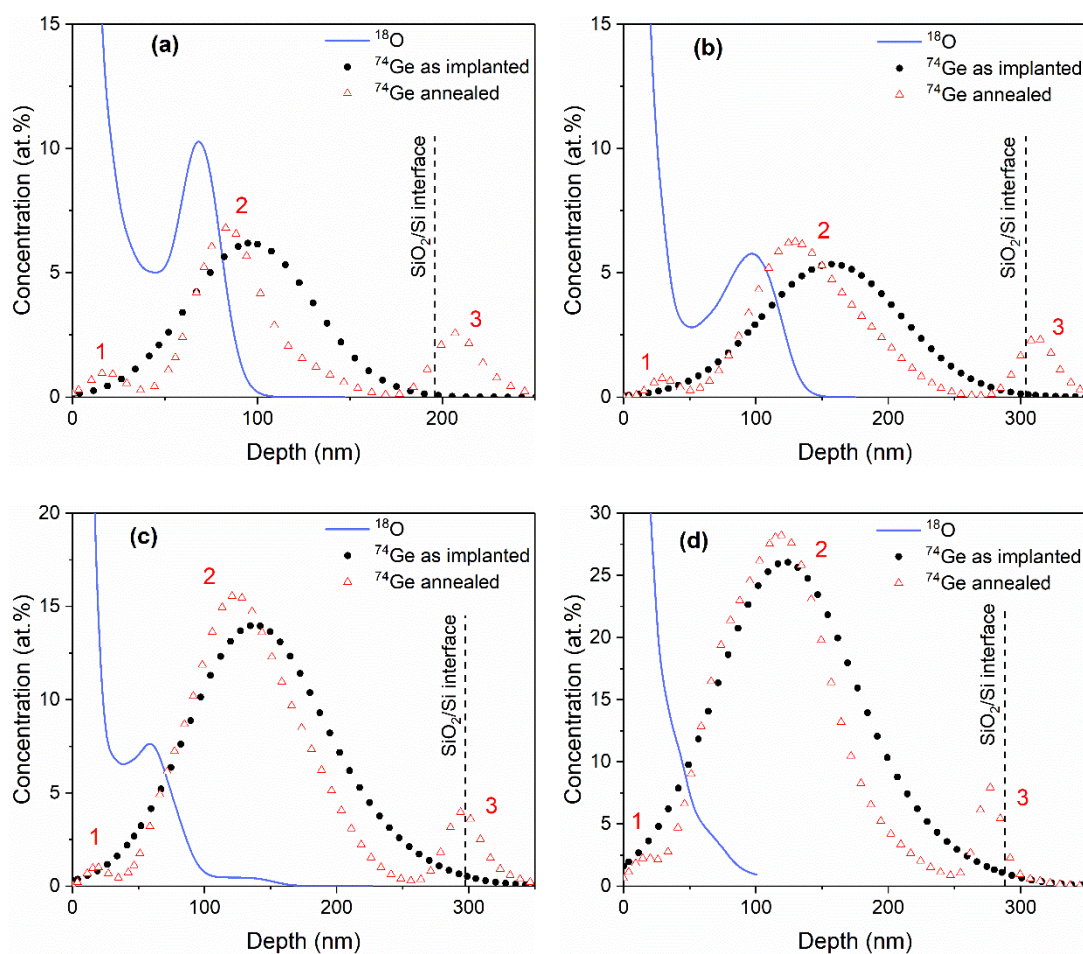 (a)
¹⁸O
⁷⁴Ge as implanted
⁷⁴Ge annealed
Concentration (at.%)
15
10
5
0
1
2
3
SiO₂/Si interface
0
100
200
Depth (nm)
(b)
¹⁸O
⁷⁴Ge as implanted
⁷⁴Ge annealed
Concentration (at.%)
15
10
5
0
1
2
3
SiO₂/Si interface
0
100
200
300
Depth (nm)
(c)
¹⁸O
⁷⁴Ge as implanted
⁷⁴Ge annealed
Concentration (at.%)
20
15
10
5
0
1
2
3
SiO₂/Si interface
0
100
200
300
Depth (nm)
(d)
¹⁸O
⁷⁴Ge as implanted
⁷⁴Ge annealed
Concentration (at.%)
30
25
20
15
10
5
0
1
2
3
SiO₂/Si interface
0
100
200
300
Depth (nm)